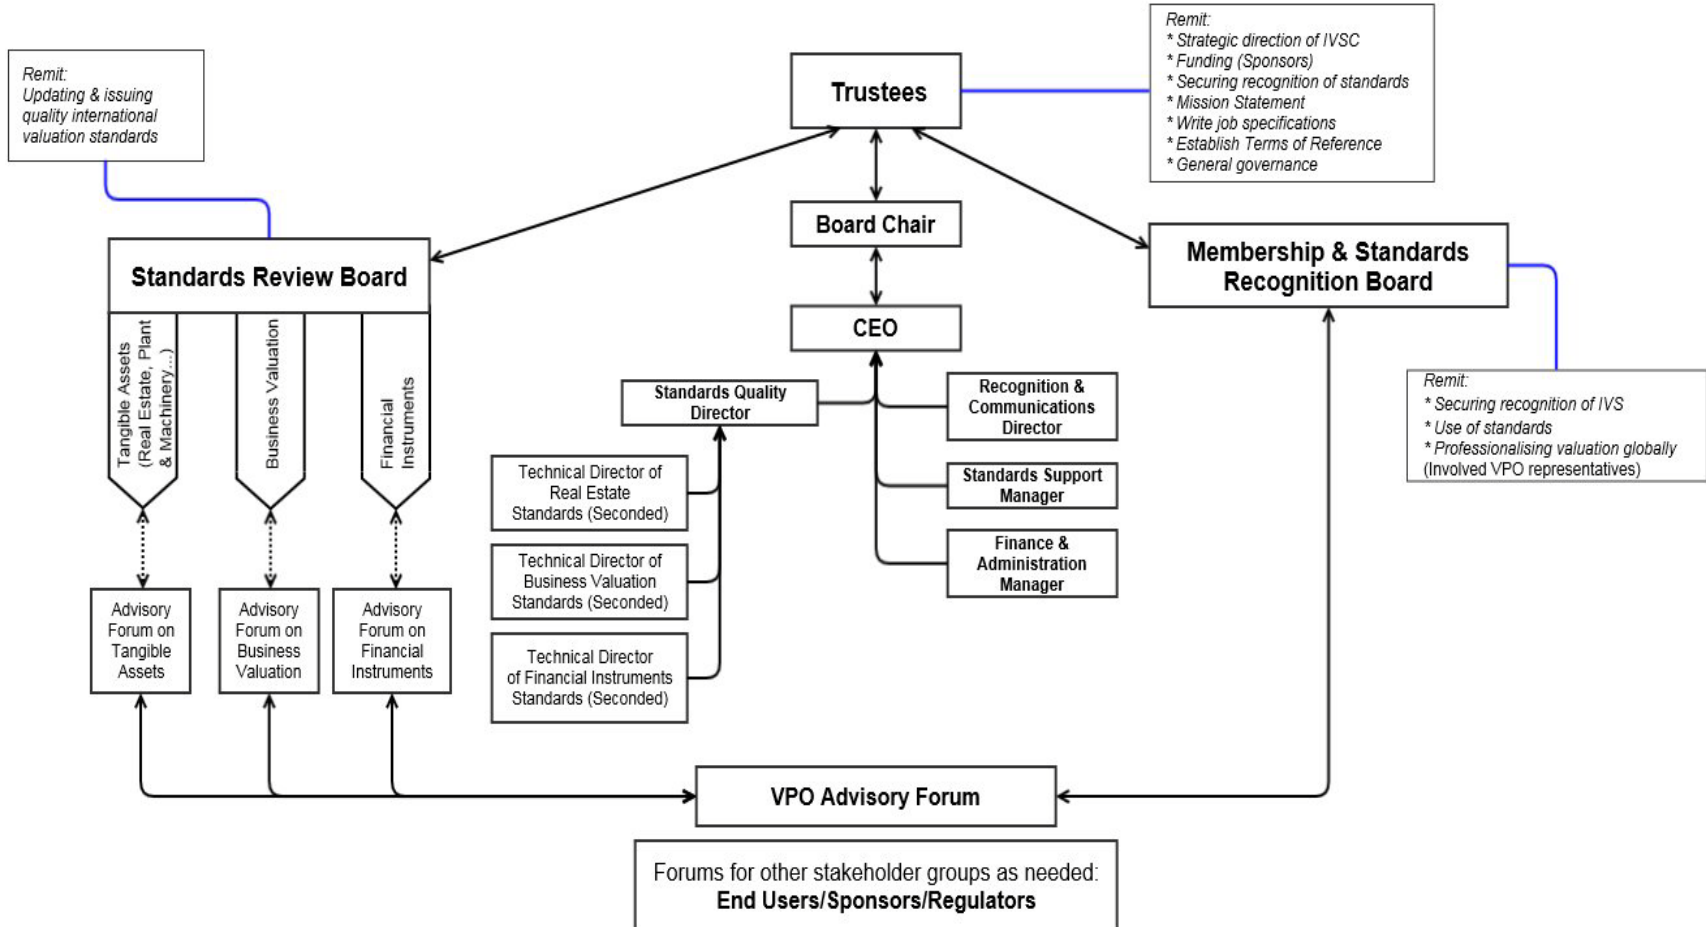 Remit:
Updating & issuing
quality international
valuation standards
Trustees
Remit:
* Strategic direction of IVSC
* Funding (Sponsors)
* Securing recognition of standards
* Mission Statement
* Write job specifications
* Establish Terms of Reference
* General governance
Board Chair
Standards Review Board
Membership & Standards
Recognition Board
CEO
Tangible Assets
(Real Estate, Plant
& Machinery...)
Business Valuation
Financial
Instruments
Standards Quality
Director
Recognition &
Communications
Director
Remit:
* Securing recognition of IVS
* Use of standards
* Professionalising valuation globally
(Involved VPO representatives)
Technical Director of
Real Estate
Standards (Seconded)
Standards Support
Manager
Technical Director of
Business Valuation
Standards (Seconded)
Finance &
Administration
Manager
Technical Director
of Financial Instruments
Standards (Seconded)
Advisory
Forum on
Tangible
Assets
Advisory
Forum on
Business
Valuation
Advisory
Forum on
Financial
Instruments
VPO Advisory Forum
Forums for other stakeholder groups as needed:
End Users/Sponsors/Regulators